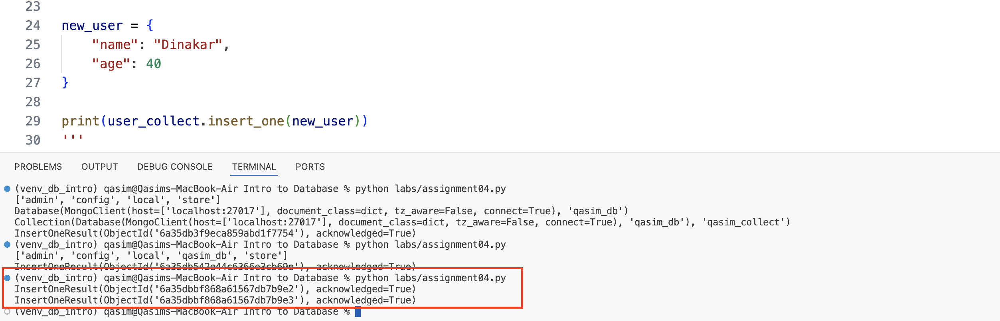 23
24 new_user = {
25     "name": "Dinakar",
26     "age": 40
27 }
28
29 print(user_collect.insert_one(new_user))
30 '''
PROBLEMS OUTPUT DEBUG CONSOLE TERMINAL PORTS
(venv_db_intro) qasim@Qasims-MacBook-Air Intro to Database % python labs/assignment04.py
['admin', 'config', 'local', 'store']
Database(MongoClient(host=['localhost:27017'], document_class=dict, tz_aware=False, connect=True), 'qasim_db')
Collection(Database(MongoClient(host=['localhost:27017'], document_class=dict, tz_aware=False, connect=True), 'qasim_db'), 'qasim_collect')
InsertOneResult(ObjectId('6a35db3f9eca859abd1f7754'), acknowledged=True)
(venv_db_intro) qasim@Qasims-MacBook-Air Intro to Database % python labs/assignment04.py
['admin', 'config', 'local', 'qasim_db', 'store']
InsertOneResult(ObjectId('6a35db542e44c6366e3cb69e'), acknowledged=True)
(venv_db_intro) qasim@Qasims-MacBook-Air Intro to Database % python labs/assignment04.py
InsertOneResult(ObjectId('6a35dbbf868a61567db7b9e2'), acknowledged=True)
InsertOneResult(ObjectId('6a35dbbf868a61567db7b9e3'), acknowledged=True)
(venv_db_intro) qasim@Qasims-MacBook-Air Intro to Database %